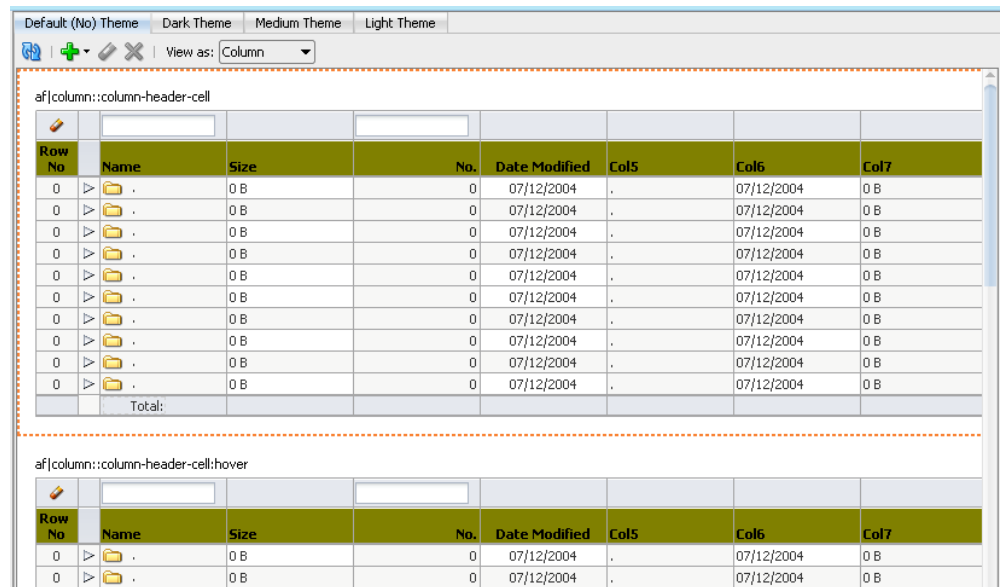 Default (No) Theme Dark Theme Medium Theme Light Theme
View as: Column
af|column::column-header-cell
Row No Name Size No. Date Modified Col5 Col6 Col7
0 . 0 B 0 07/12/2004 . 07/12/2004 0 B
0 . 0 B 0 07/12/2004 . 07/12/2004 0 B
0 . 0 B 0 07/12/2004 . 07/12/2004 0 B
0 . 0 B 0 07/12/2004 . 07/12/2004 0 B
0 . 0 B 0 07/12/2004 . 07/12/2004 0 B
0 . 0 B 0 07/12/2004 . 07/12/2004 0 B
0 . 0 B 0 07/12/2004 . 07/12/2004 0 B
0 . 0 B 0 07/12/2004 . 07/12/2004 0 B
0 . 0 B 0 07/12/2004 . 07/12/2004 0 B
0 . 0 B 0 07/12/2004 . 07/12/2004 0 B
Total:
af|column::column-header-cell:hover
Row No Name Size No. Date Modified Col5 Col6 Col7
0 . 0 B 0 07/12/2004 . 07/12/2004 0 B
0 . 0 B 0 07/12/2004 . 07/12/2004 0 B